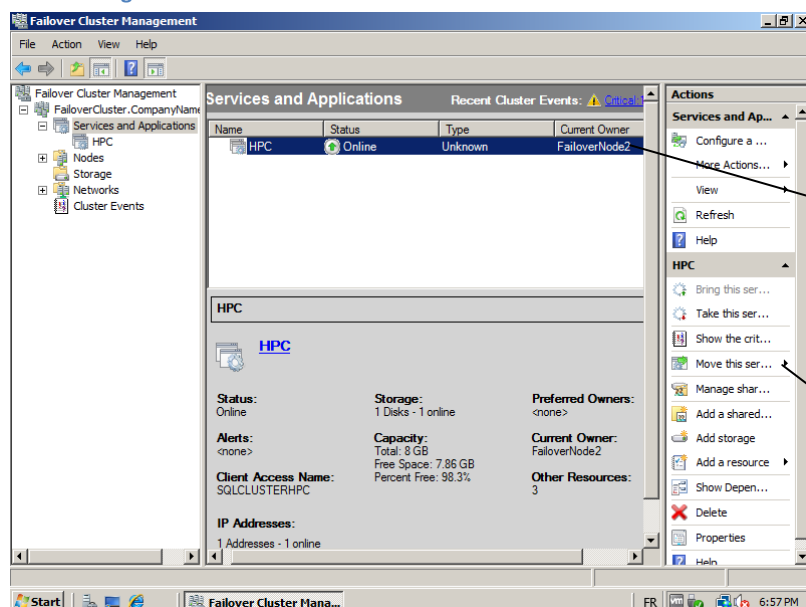 Failover Cluster Management
File Action View Help
Failover Cluster Management
FailoverCluster.CompanyName
Services and Applications
HPC
Nodes
Storage
Networks
Cluster Events
Services and Applications Recent Cluster Events: Critical:
Name Status Type Current Owner
HPC Online Unknown FailoverNode2
HPC
HPC
Status:
Online
Alerts:
<none>
Client Access Name:
SQLCLUSTERHPC
IP Addresses:
1 Addresses - 1 online
Storage:
1 Disks - 1 online
Capacity:
Total: 8 GB
Free Space: 7.86 GB
Percent Free: 98.3%
Preferred Owners:
<none>
Current Owner:
FailoverNode2
Other Resources:
3
Actions
Services and Ap...
Configure a ...
More Actions...
View
Refresh
Help
HPC
Bring this ser...
Take this ser...
Show the crit...
Move this ser...
Manage shar...
Add a shared...
Add storage
Add a resource
Show Depen...
Delete
Properties
Help
Start Failover Cluster Mana... FR 6:57 PM